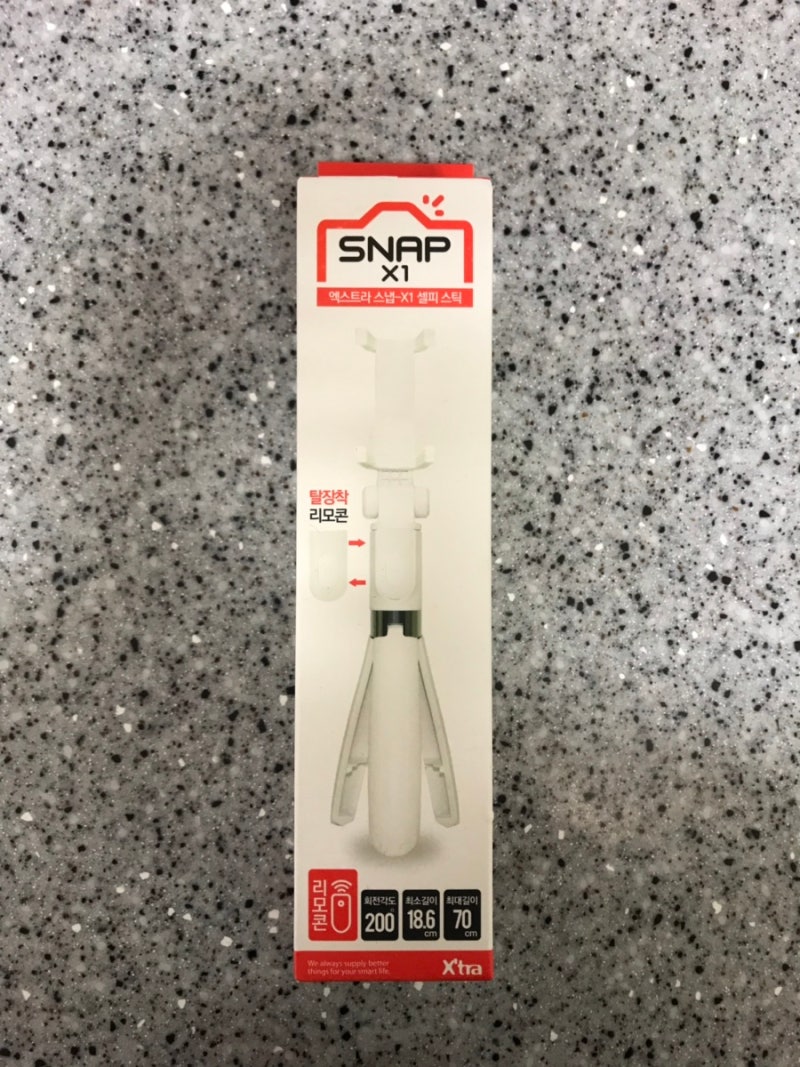 SNAP
X1
엑스트라 스냅-X1 셀피 스틱
탈장착
리모콘
리모콘
회전각도
200°
최소길이
18.6
cm
최대길이
70
cm
We always supply better
things for your smart life.
X'tra